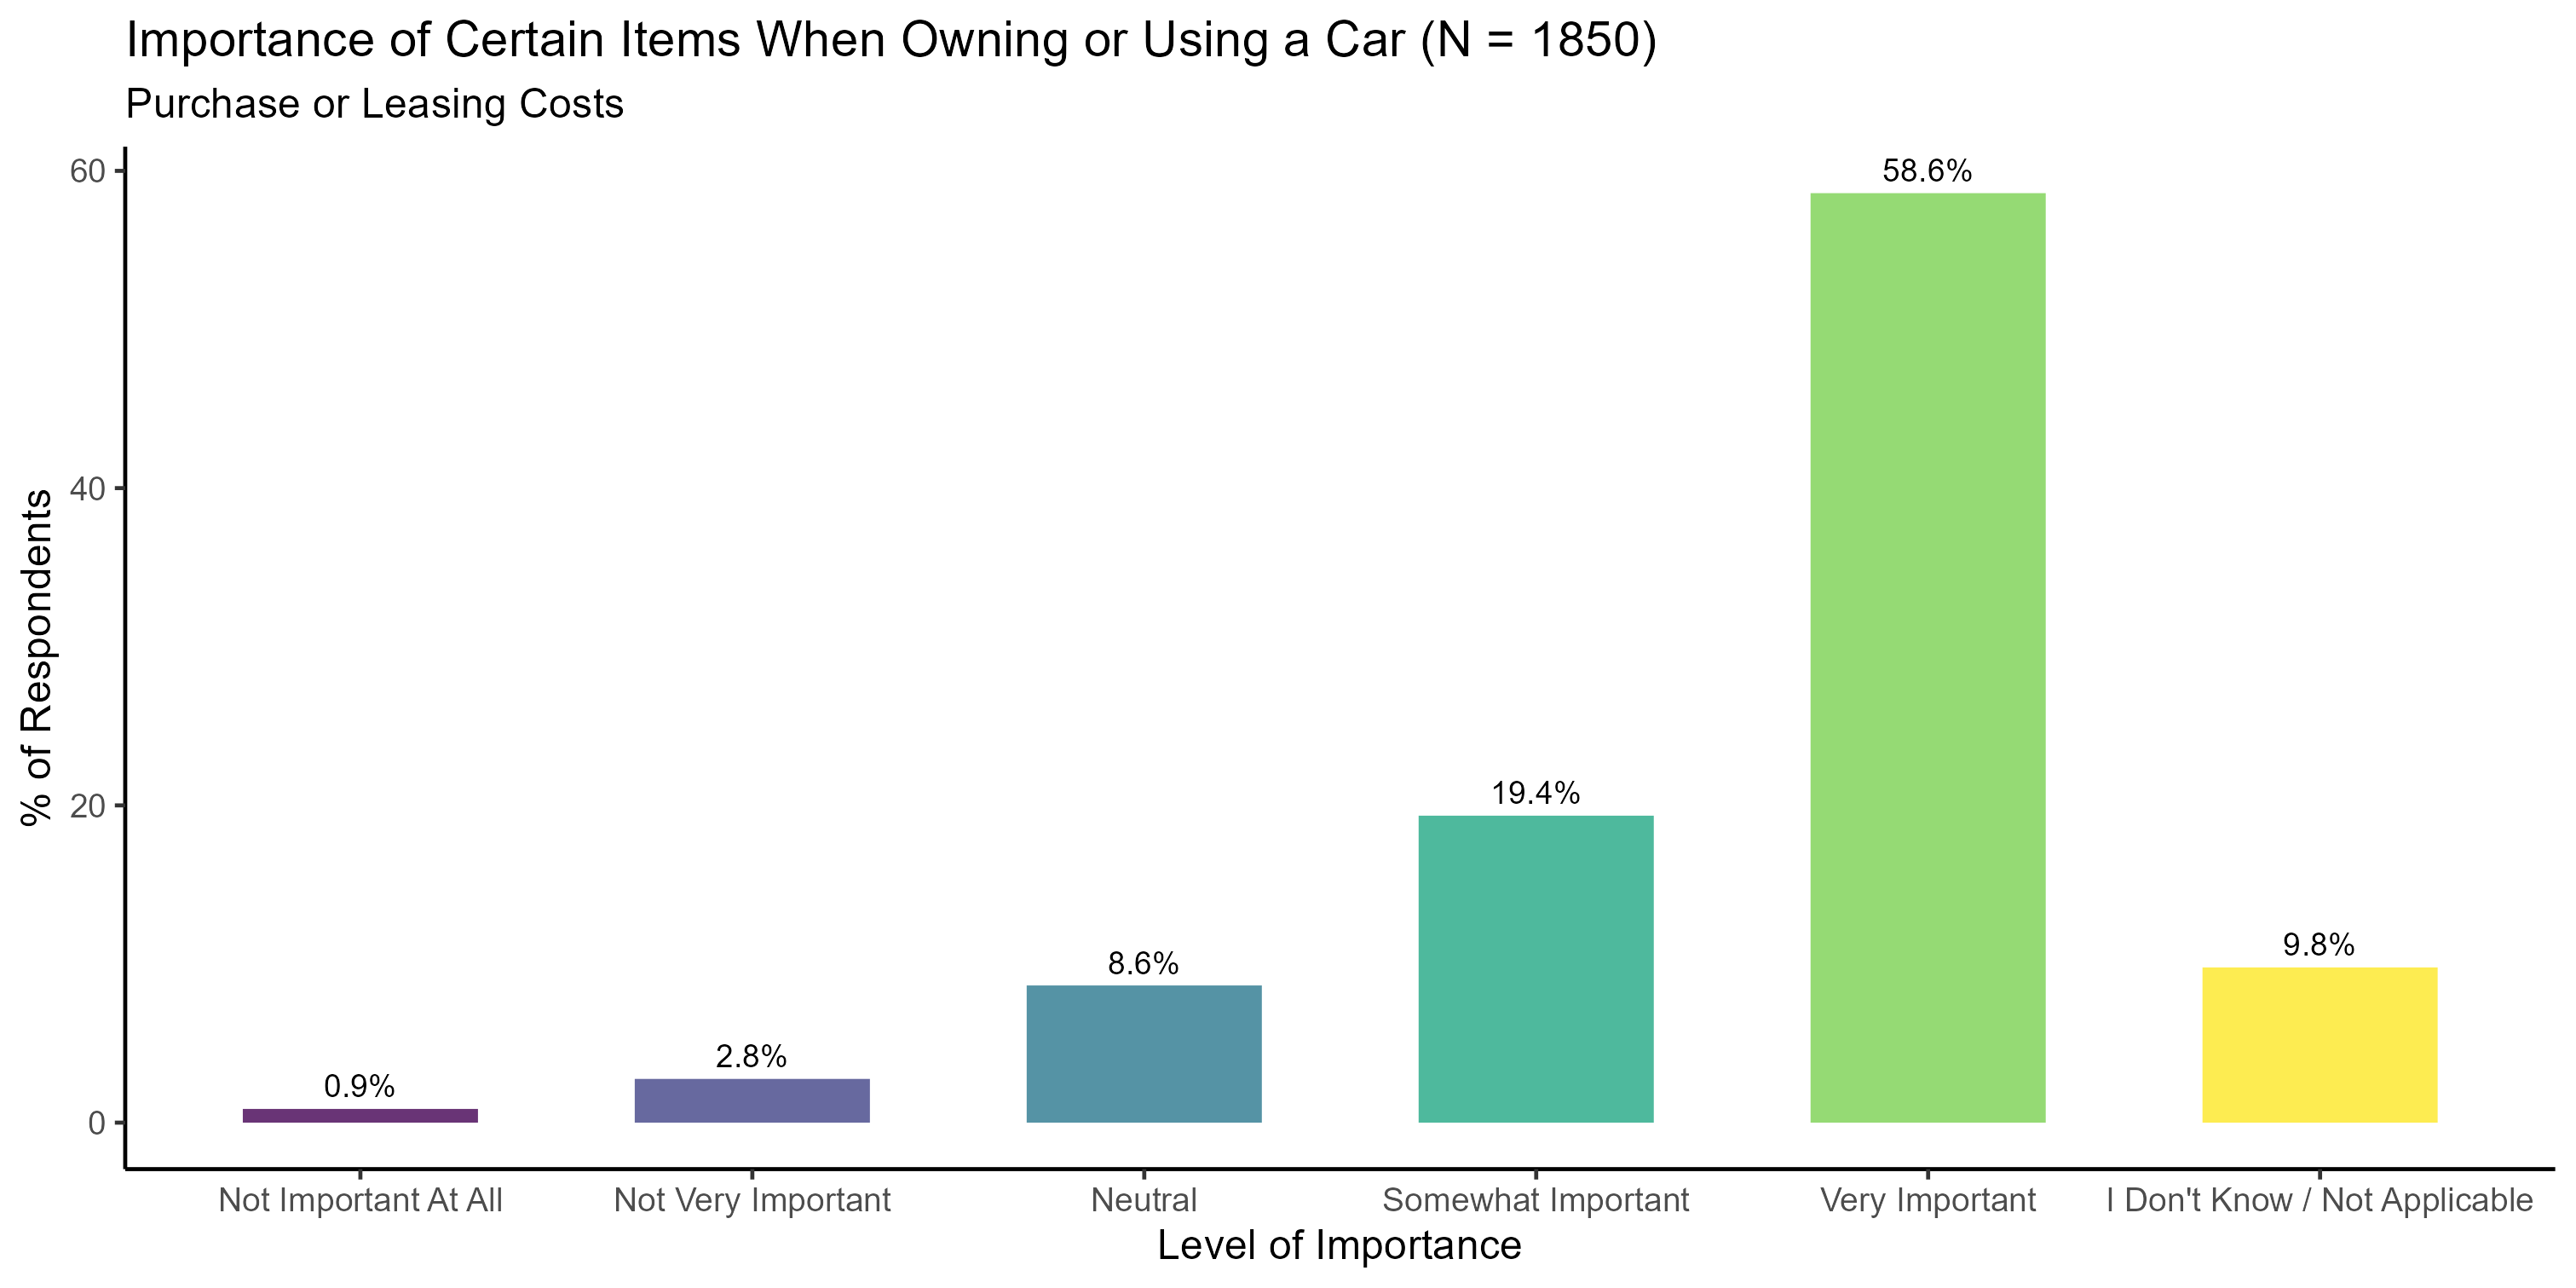 Importance of Certain Items When Owning or Using a Car (N = 1850)
Purchase or Leasing Costs
% of Respondents
60
40
20
0
0.9%
2.8%
8.6%
19.4%
58.6%
9.8%
Not Important At All
Not Very Important
Neutral
Somewhat Important
Very Important
I Don't Know / Not Applicable
Level of Importance